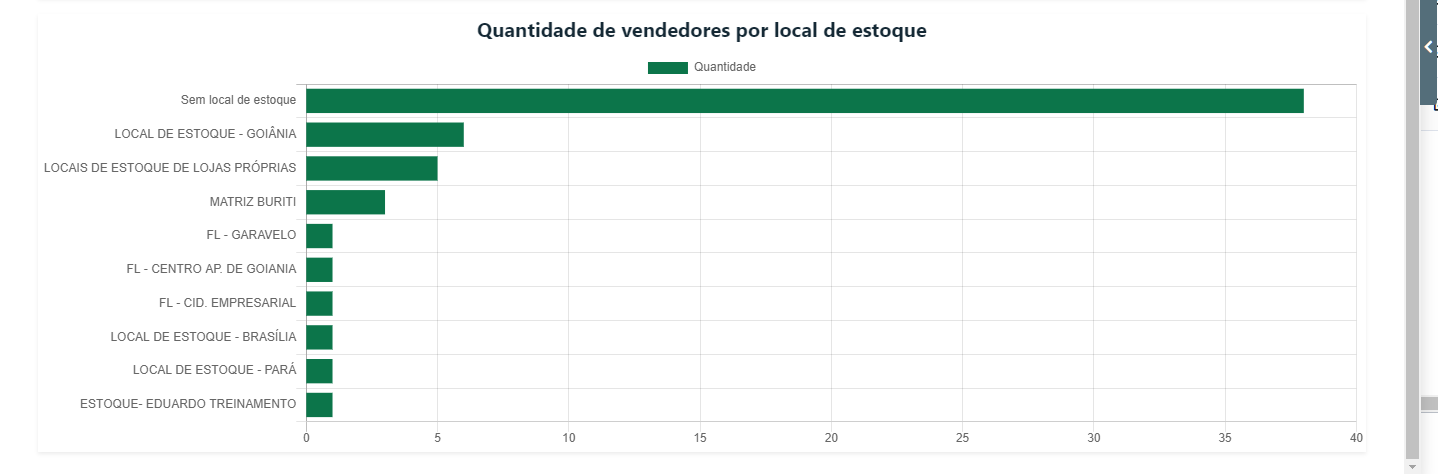 Quantidade de vendedores por local de estoque
Quantidade
Sem local de estoque
LOCAL DE ESTOQUE - GOIÂNIA
LOCAIS DE ESTOQUE DE LOJAS PRÓPRIAS
MATRIZ BURITI
FL - GARAVELO
FL - CENTRO AP. DE GOIANIA
FL - CID. EMPRESARIAL
LOCAL DE ESTOQUE - BRASÍLIA
LOCAL DE ESTOQUE - PARÁ
ESTOQUE- EDUARDO TREINAMENTO
0 5 10 15 20 25 30 35 40